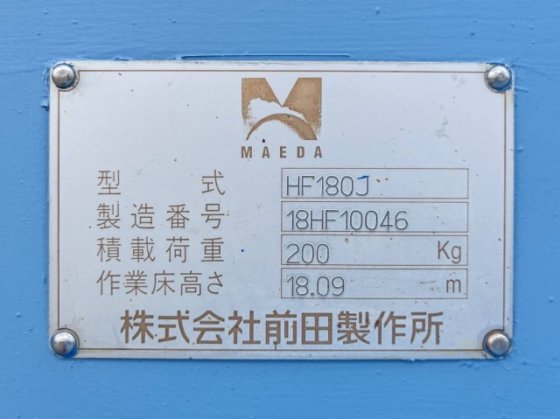 MAEDA
型式 HF180J
製造番号 18HF10046
積載荷重 200 Kg
作業床高さ 18.09 m
株式会社前田製作所